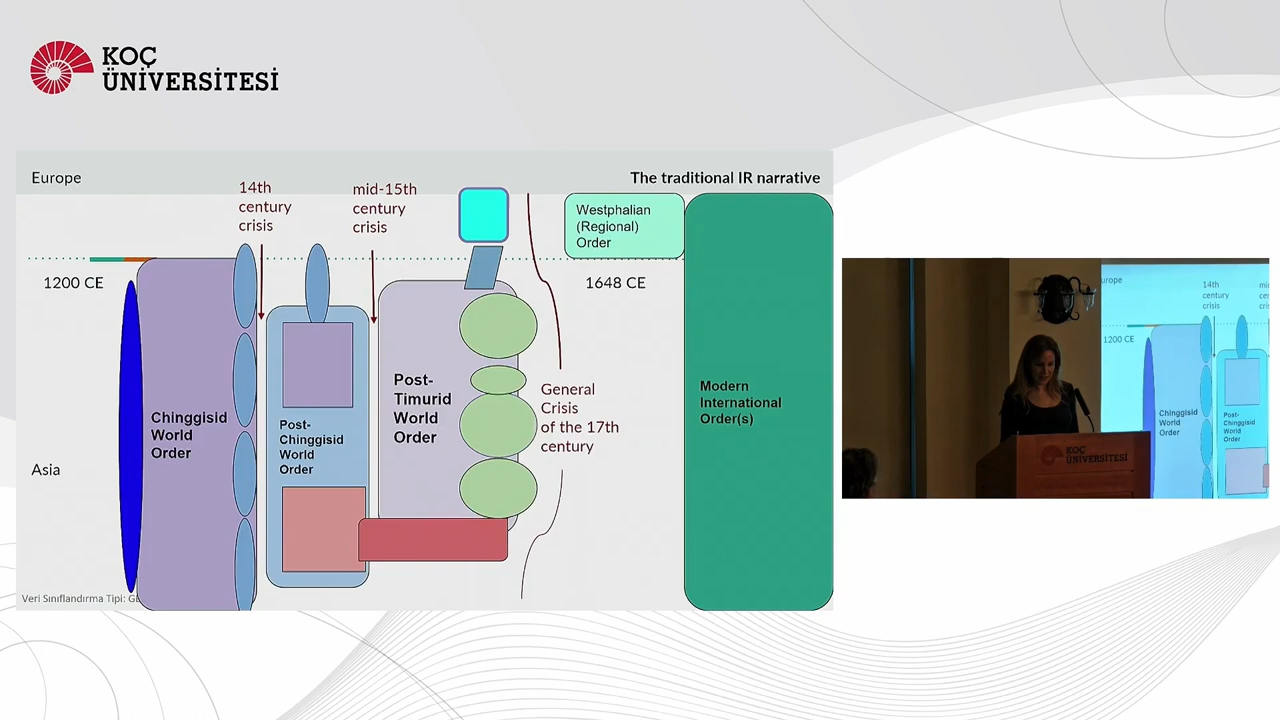 KOÇ
ÜNİVERSİTESİ
Europe
The traditional IR narrative
14th
century
crisis
mid-15th
century
crisis
Westphalian
(Regional)
Order
1200 CE
1648 CE
Chinggisid
World
Order
Post-
Chinggisid
World
Order
Post-
Timurid
World
Order
General
Crisis
of the 17th
century
Modern
International
Order(s)
Asia
Veri Sınıflandırma Tipi:
urope
14th
century
crisis
1200 CE
Chinggisid
World
Order
Post-
Chinggisid
World
Order
KOÇ
ÜNİVERSİTESİ